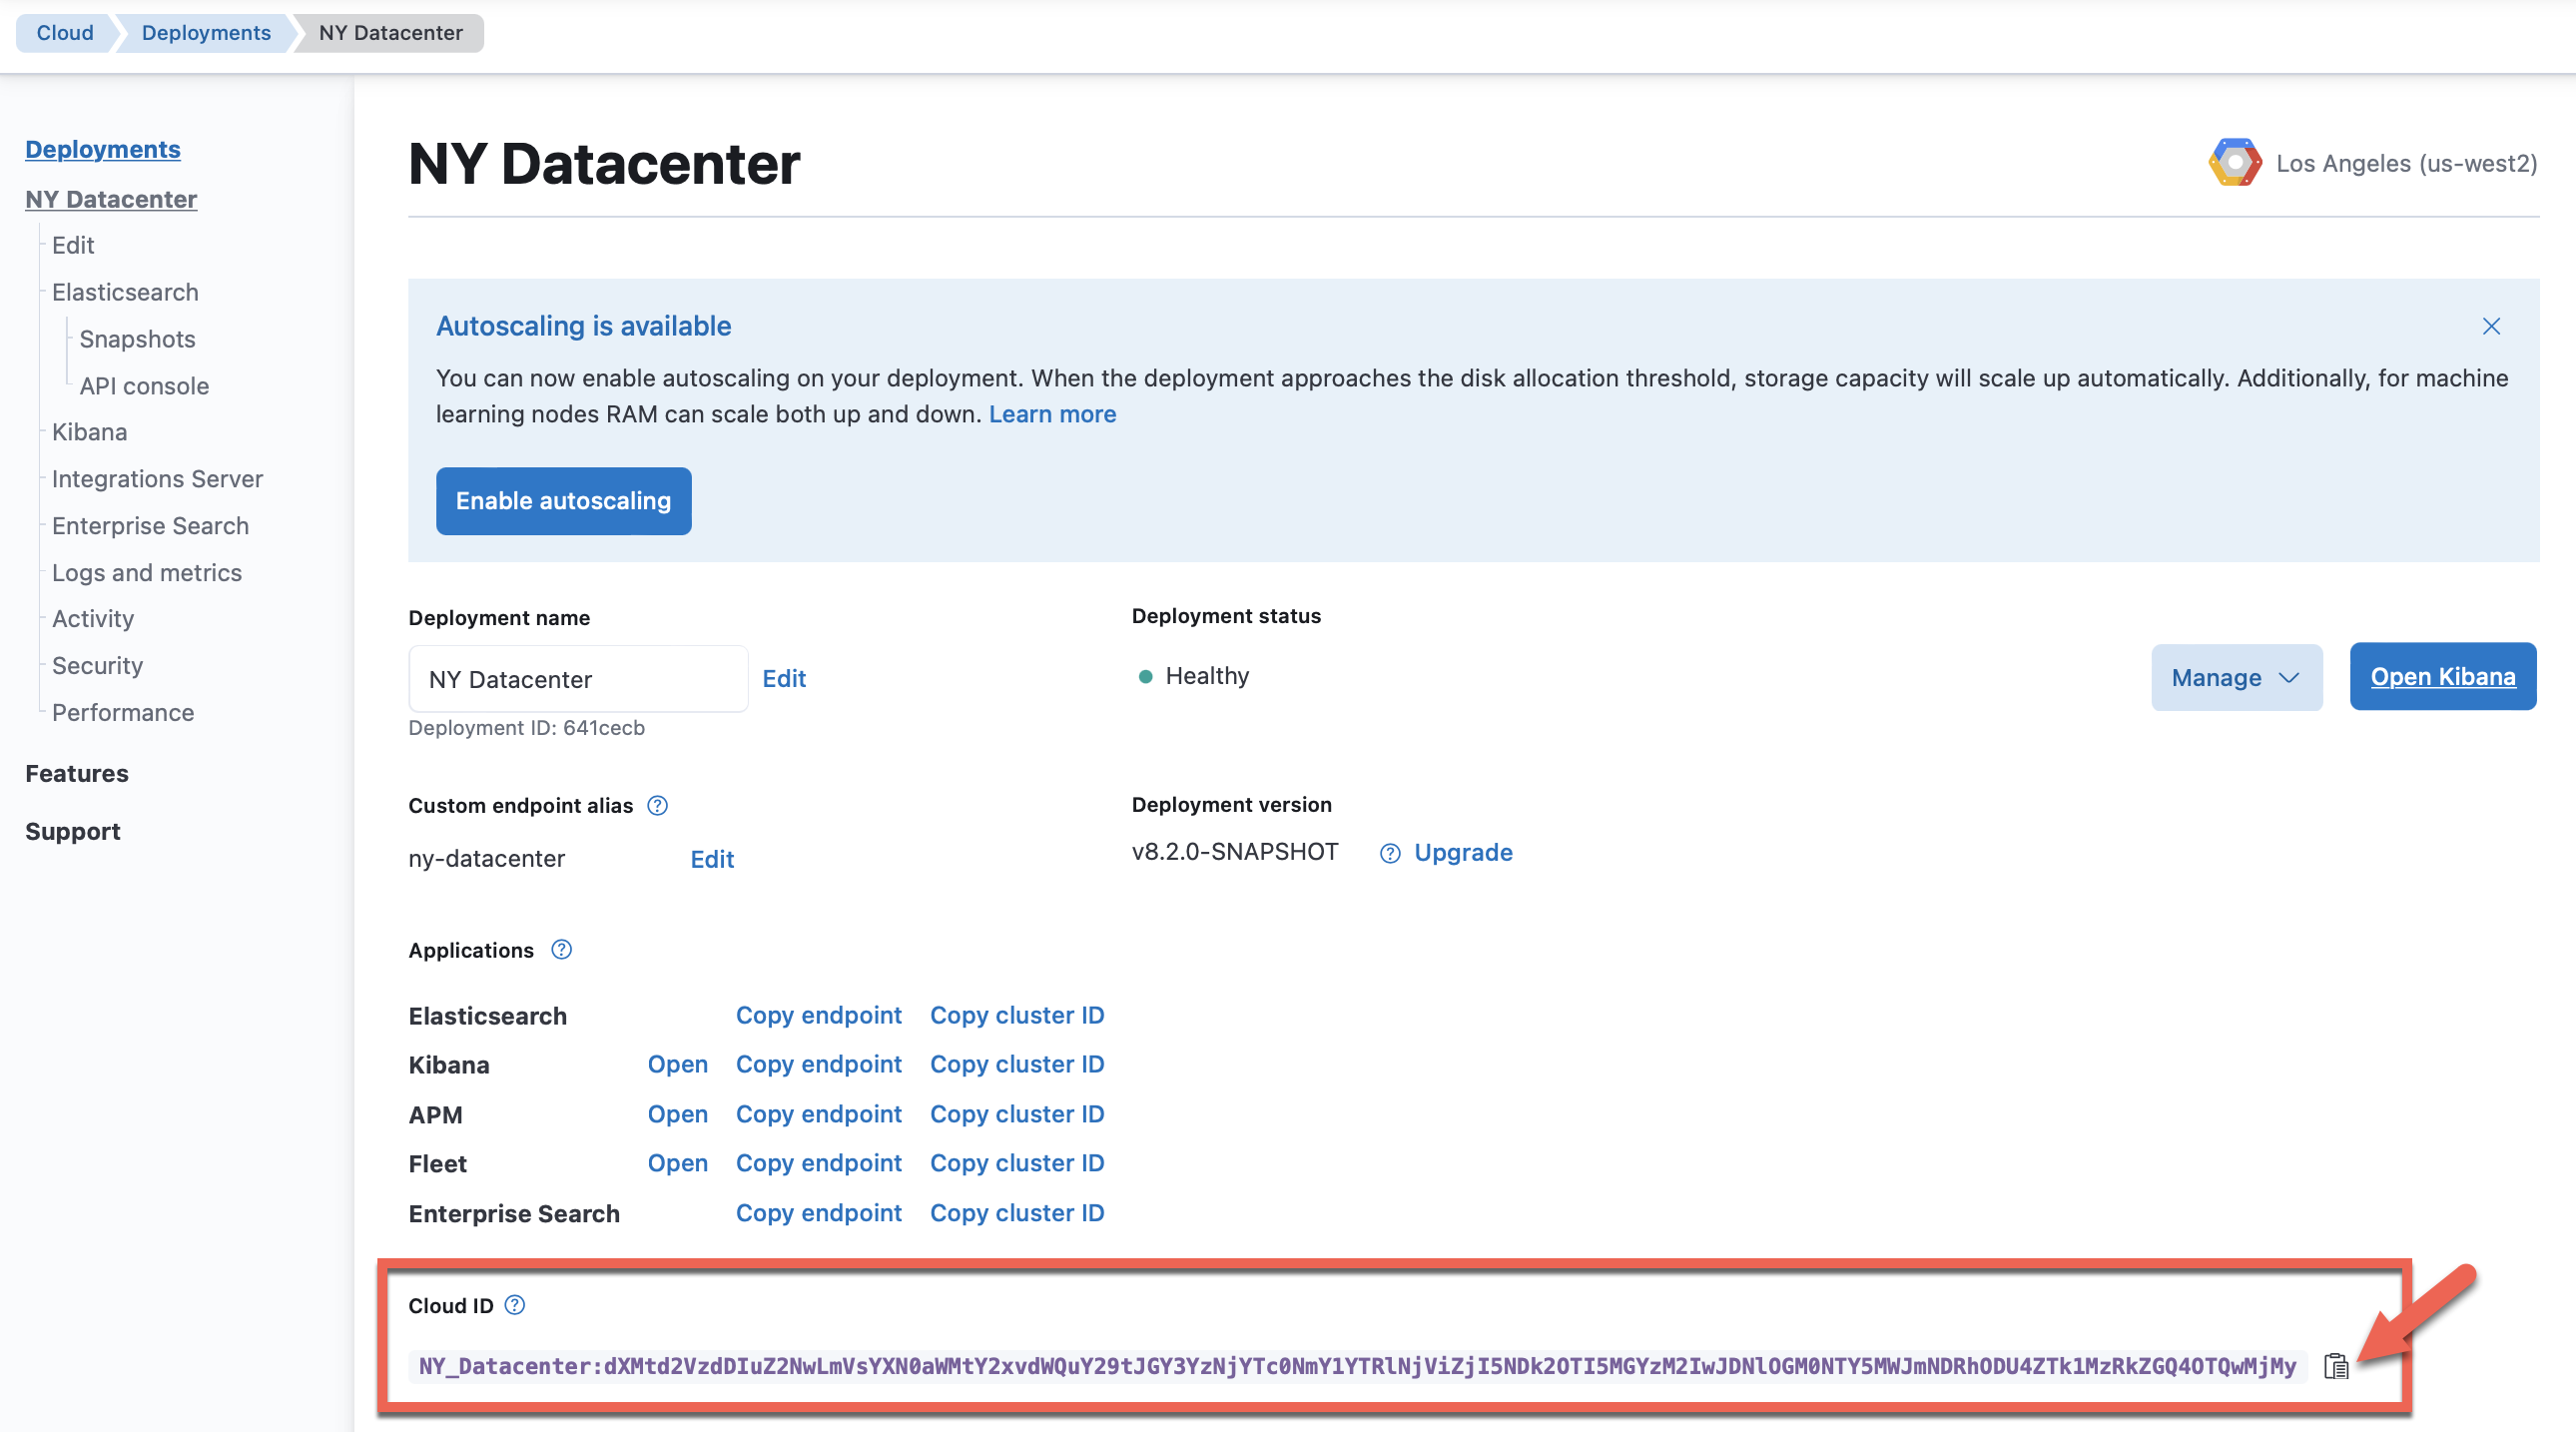 Cloud
Deployments
NY Datacenter
Deployments
NY Datacenter
Edit
Elasticsearch
Snapshots
API console
Kibana
Integrations Server
Enterprise Search
Logs and metrics
Activity
Security
Performance
Features
Support
NY Datacenter
Los Angeles (us-west2)
Autoscaling is available
You can now enable autoscaling on your deployment. When the deployment approaches the disk allocation threshold, storage capacity will scale up automatically. Additionally, for machine
learning nodes RAM can scale both up and down. Learn more
Enable autoscaling
Deployment name
NY Datacenter
Edit
Deployment ID: 641cecb
Deployment status
Healthy
Manage
Open Kibana
Custom endpoint alias
ny-datacenter
Edit
Deployment version
v8.2.0-SNAPSHOT
Upgrade
Applications
Elasticsearch Copy endpoint Copy cluster ID
Kibana Open Copy endpoint Copy cluster ID
APM Open Copy endpoint Copy cluster ID
Fleet Open Copy endpoint Copy cluster ID
Enterprise Search Copy endpoint Copy cluster ID
Cloud ID
NY_Datacenter:dXMtd2VzdDIuZ2NwLmVsYXN0aWMtY2xvdWQuY29tJGY3YzNjYTc0NmY1YTRlNjViZjI5NDk2OTI5MGYzM2IwJDNlOGM0NTY5MWJmNDRhODU4ZTk1MzRkZGQ4OTQwMjMy